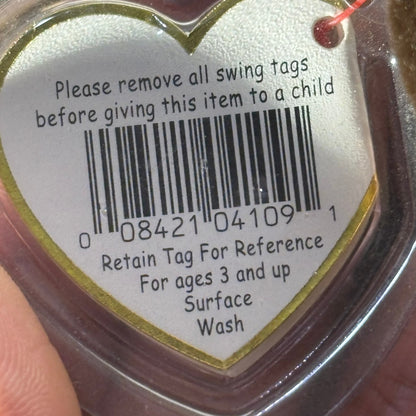 Please remove all swing tags
before giving this item to a child
0 08421 04109 1
Retain Tag For Reference
For ages 3 and up
Surface
Wash